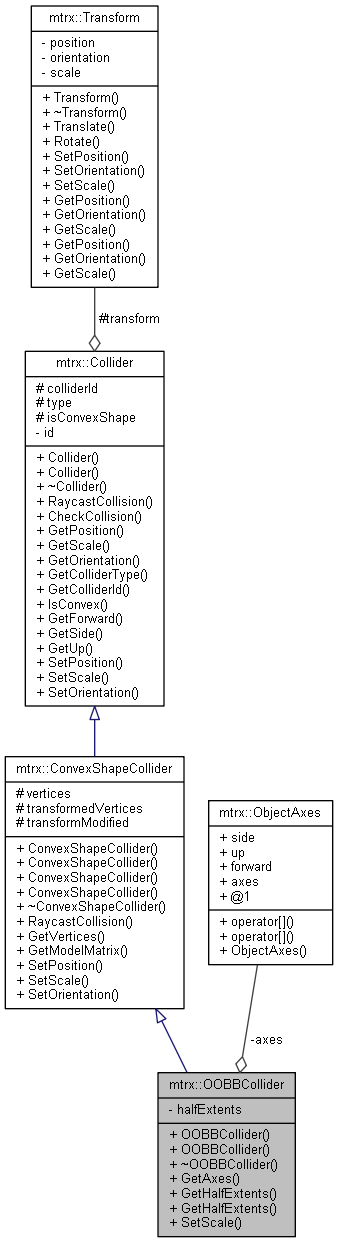 mtrx::Transform
- position
- orientation
- scale
+ Transform()
+ ~Transform()
+ Translate()
+ Rotate()
+ SetPosition()
+ SetOrientation()
+ SetScale()
+ GetPosition()
+ GetOrientation()
+ GetScale()
+ GetPosition()
+ GetOrientation()
+ GetScale()
#transform
mtrx::Collider
# colliderId
# type
# isConvexShape
- id
+ Collider()
+ Collider()
+ ~Collider()
+ RaycastCollision()
+ CheckCollision()
+ GetPosition()
+ GetScale()
+ GetOrientation()
+ GetColliderType()
+ GetColliderId()
+ IsConvex()
+ GetForward()
+ GetSide()
+ GetUp()
+ SetPosition()
+ SetScale()
+ SetOrientation()
mtrx::ConvexShapeCollider
# vertices
# transformedVertices
# transformModified
+ ConvexShapeCollider()
+ ConvexShapeCollider()
+ ConvexShapeCollider()
+ ConvexShapeCollider()
+ ~ConvexShapeCollider()
+ RaycastCollision()
+ GetVertices()
+ GetModelMatrix()
+ SetPosition()
+ SetScale()
+ SetOrientation()
mtrx::ObjectAxes
+ side
+ up
+ forward
+ axes
+ @1
+ operator[]()
+ operator[]()
+ ObjectAxes()
-axes
mtrx::OOBBCollider
- halfExtents
+ OOBBCollider()
+ OOBBCollider()
+ ~OOBBCollider()
+ GetAxes()
+ GetHalfExtents()
+ GetHalfExtents()
+ SetScale()